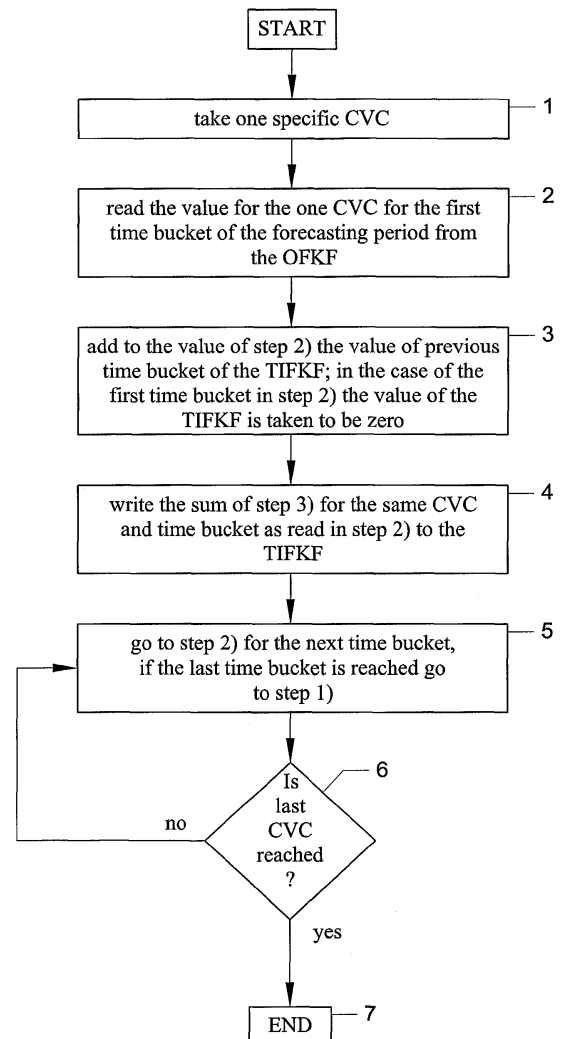 START
1
take one specific CVC
2
read the value for the one CVC for the first
time bucket of the forecasting period from
the OFKF
3
add to the value of step 2) the value of previous
time bucket of the TIFKF; in the case of the
first time bucket in step 2) the value of the
TIFKF is taken to be zero
4
write the sum of step 3) for the same CVC
and time bucket as read in step 2) to the
TIFKF
5
go to step 2) for the next time bucket,
if the last time bucket is reached go
to step 1)
6
Is
last
CVC
reached
?
no
yes
7
END